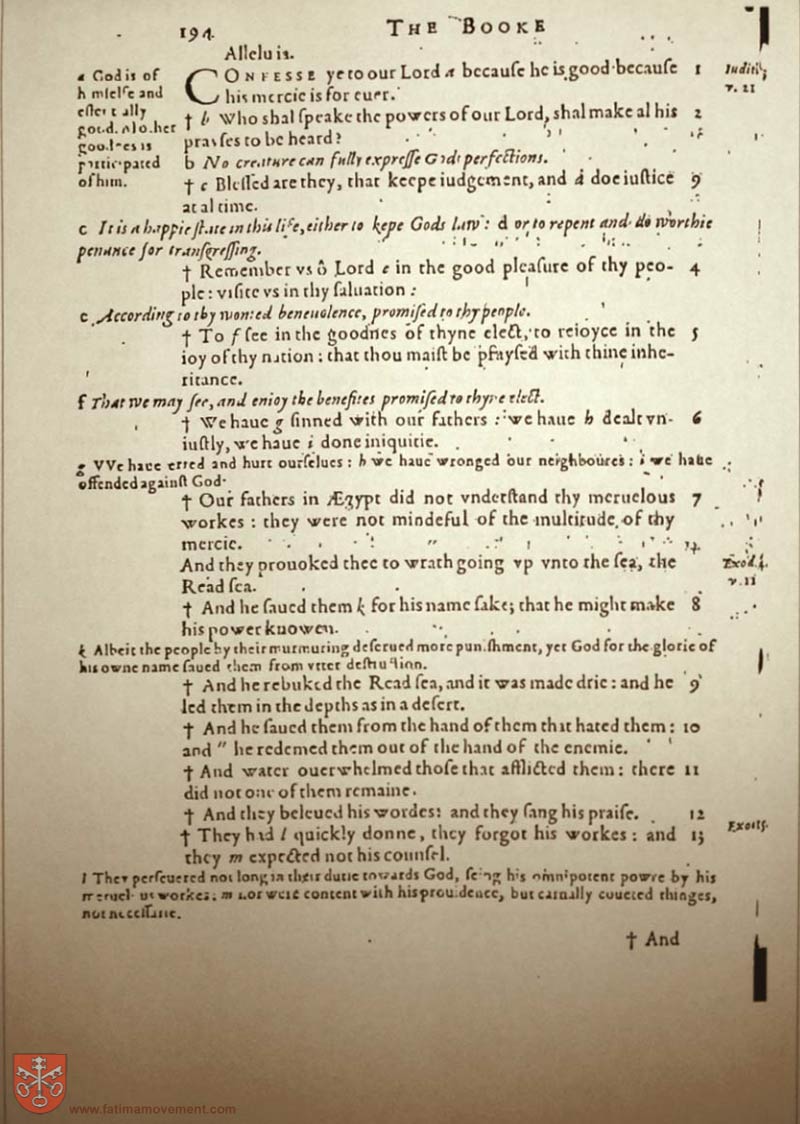 194. THE BOOKE
Alleluia.
a God is of
himselfe and
essentially
good. Al other
goodnes is
participated
of him.
CONFESSE ye to our Lord a because he is good: because 1
his mercie is for euer.
Iudith.
v. 21
† b Who shal speake the powers of our Lord, shal make al his 2
prayses to be heard?
b No creature can fully expresse Gods perfections.
† c Blessed are they, that keepe iudgement, and d doe iustice 3
at al time.
c It is a happie state in this life, either to kepe Gods law: d or to repent and do worthie
penance for transgressing.
† Remember vs ô Lord e in the good pleasure of thy peo- 4
ple: visite vs in thy saluation:
e According to thy wonted beneuolence, promised to thy people.
† To f see in the goodnes of thyne elect, to reioyce in the 5
ioy of thy nation: that thou maist be praysed with thine inhe-
ritance.
f That we may see, and enioy the benefites promised to thyne elect.
† We haue g sinned with our fathers: we haue h dealt vn- 6
iustly, we haue i done iniquitie.
g VVe haue erred and hurt ourselues: h we haue wronged our neighboures: i we haue
offended against God.
† Our fathers in Ægypt did not vnderstand thy meruelous 7
workes: they were not mindeful of the multitude of thy
mercie.
And they prouoked thee to wrath going vp vnto the sea, the
Read sea.
Exod. 14.
v. 11
† And he saued them k for his name sake; that he might make 8
his power knowen.
k Albeit the people by their murmuring deserued more punishment, yet God for the glorie of
his owne name saued them from vtter destruction.
† And he rebuked the Read sea, and it was made drie: and he 9
led them in the depths as in a desert.
† And he saued them from the hand of them that hated them: 10
and " he redemed them out of the hand of the enemie.
† And water ouerwhelmed those that afflicted them: there 11
did not one of them remaine.
† And they beleued his wordes: and they sang his praise. 12
† They had l quickly donne, they forgot his workes: and 13
they m expected not his counsel.
Exo. 15.
l They perseuered not long in their dutie towards God, seing his omnipotent powre by his
meruelous workes: m nor were content with his prouidence, but carnally coueted thinges,
not necessarie.
† And
www.fatimamovement.com